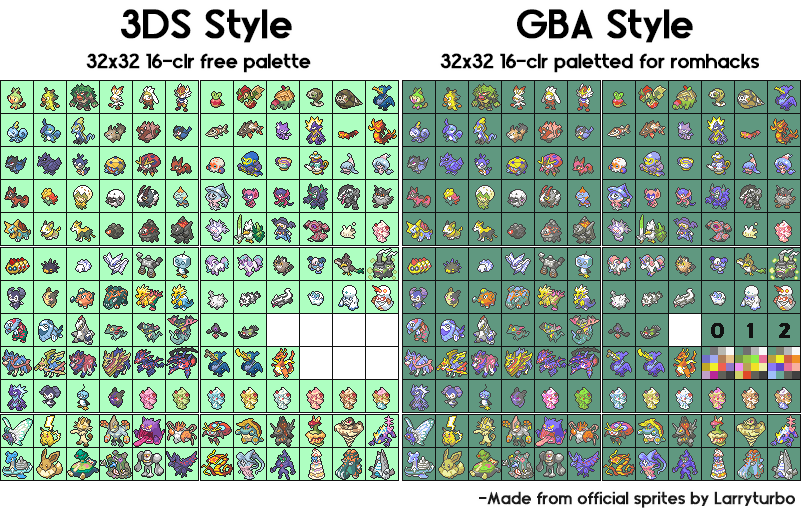 3DS Style
GBA Style
32x32 16-clr free palette
32x32 16-clr paletted for romhacks
0 1 2
-Made from official sprites by Larryturbo